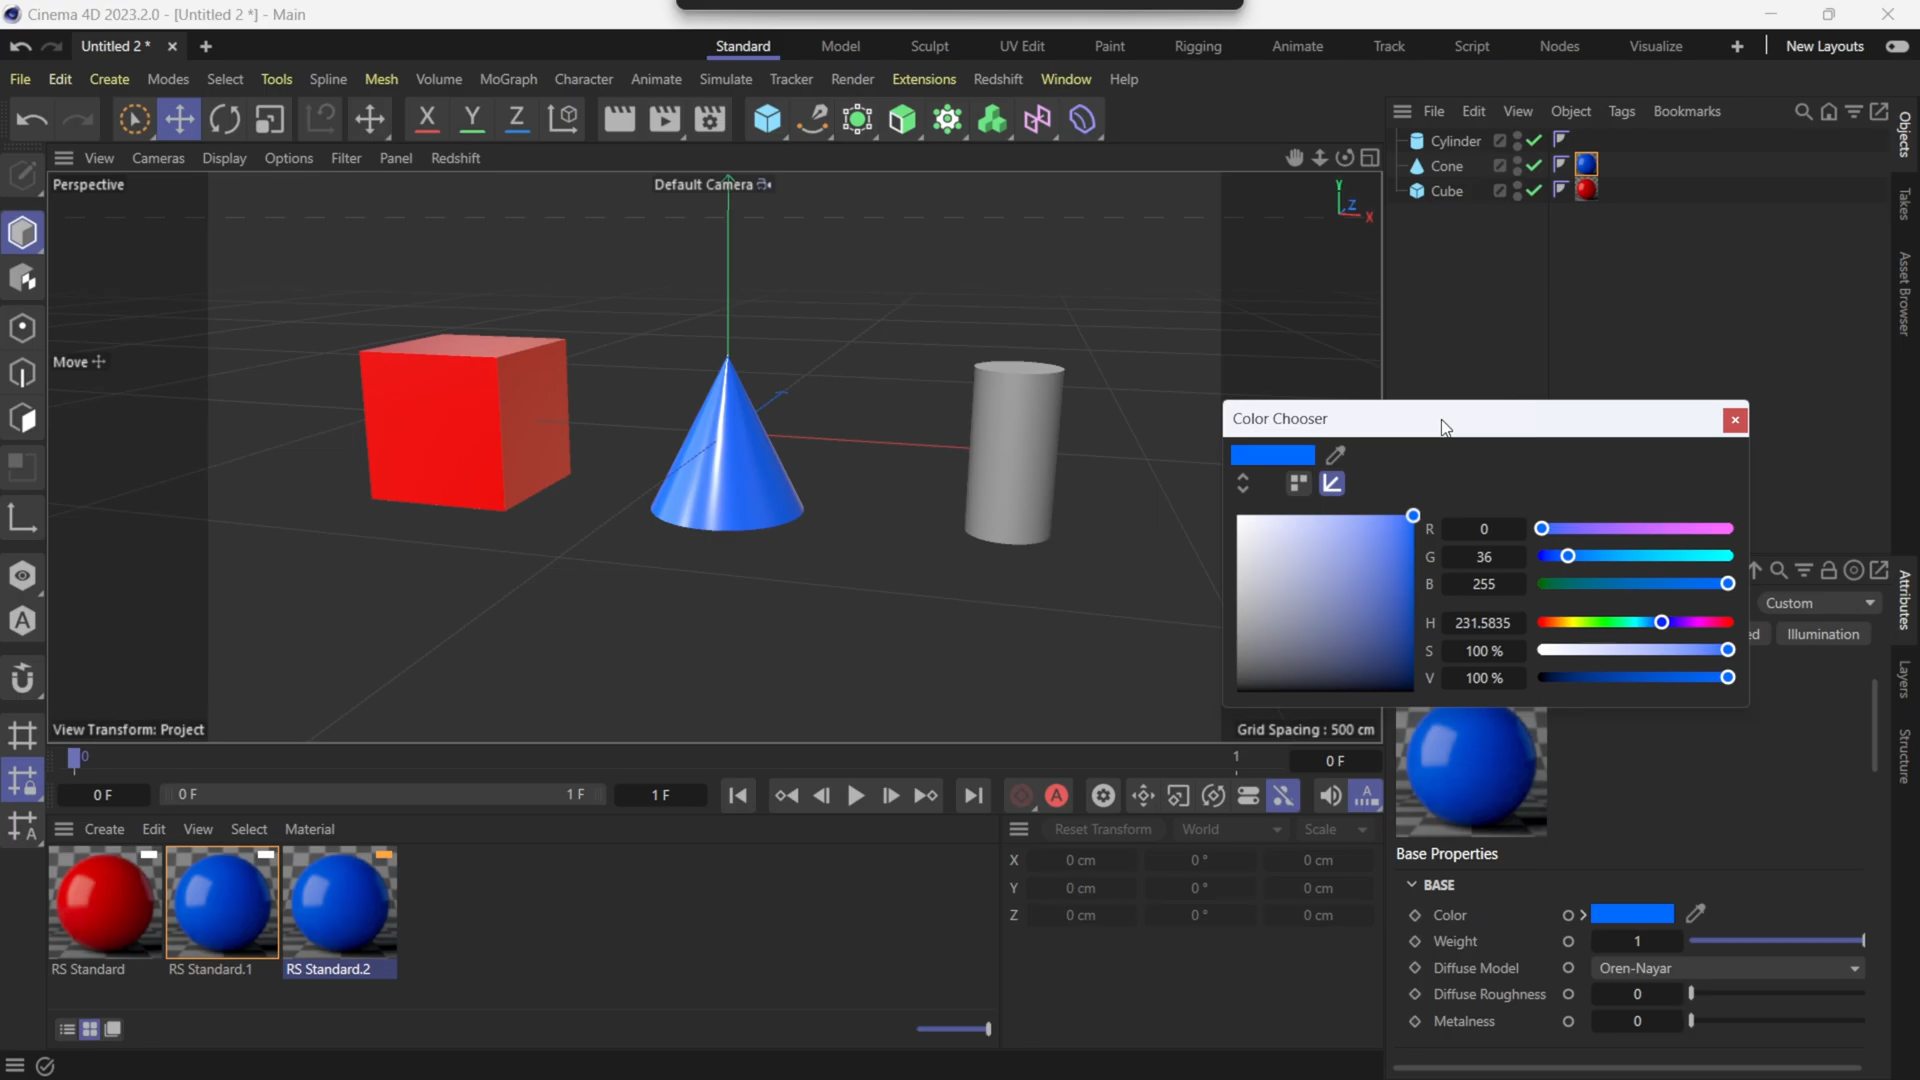 Cinema 4D 2023.2.0 - [Untitled 2 *] - Main
Untitled 2 *
Standard Model Sculpt UV Edit Paint Rigging Animate Track Script Nodes Visualize New Layouts
File Edit Create Modes Select Tools Spline Mesh Volume MoGraph Character Animate Simulate Tracker Render Extensions Redshift Window Help
X Y Z
File Edit View Object Tags Bookmarks
View Cameras Display Options Filter Panel Redshift
Cylinder
Cone
Cube
Objects
Takes
Asset Browser
Perspective
Default Camera
Y
Z
X
Move
Color Chooser
R 0
G 36
B 255
H 231.5835
S 100 %
V 100 %
Custom
ed Illumination
Attributes
Layers
Structure
View Transform: Project
Grid Spacing : 500 cm
0 1 0 F
0 F 0 F 1 F 1 F
A
A
A
A
Create Edit View Select Material
Reset Transform World Scale
X 0 cm 0 ° 0 cm
Y 0 cm 0 ° 0 cm
Z 0 cm 0 ° 0 cm
RS Standard RS Standard.1 RS Standard.2
Base Properties
BASE
Color
Weight 1
Diffuse Model Oren-Nayar
Diffuse Roughness 0
Metalness 0